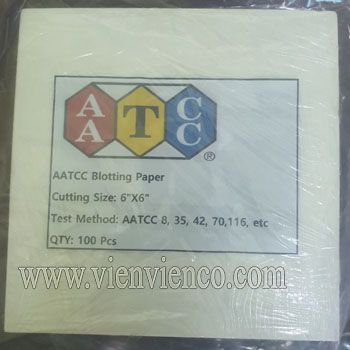 A A T C C ®
AATCC Blotting Paper
Cutting Size: 6"X6"
Test Method: AATCC 8, 35, 42, 70,116, etc
QTY: 100 Pcs
www.vienvienco.com